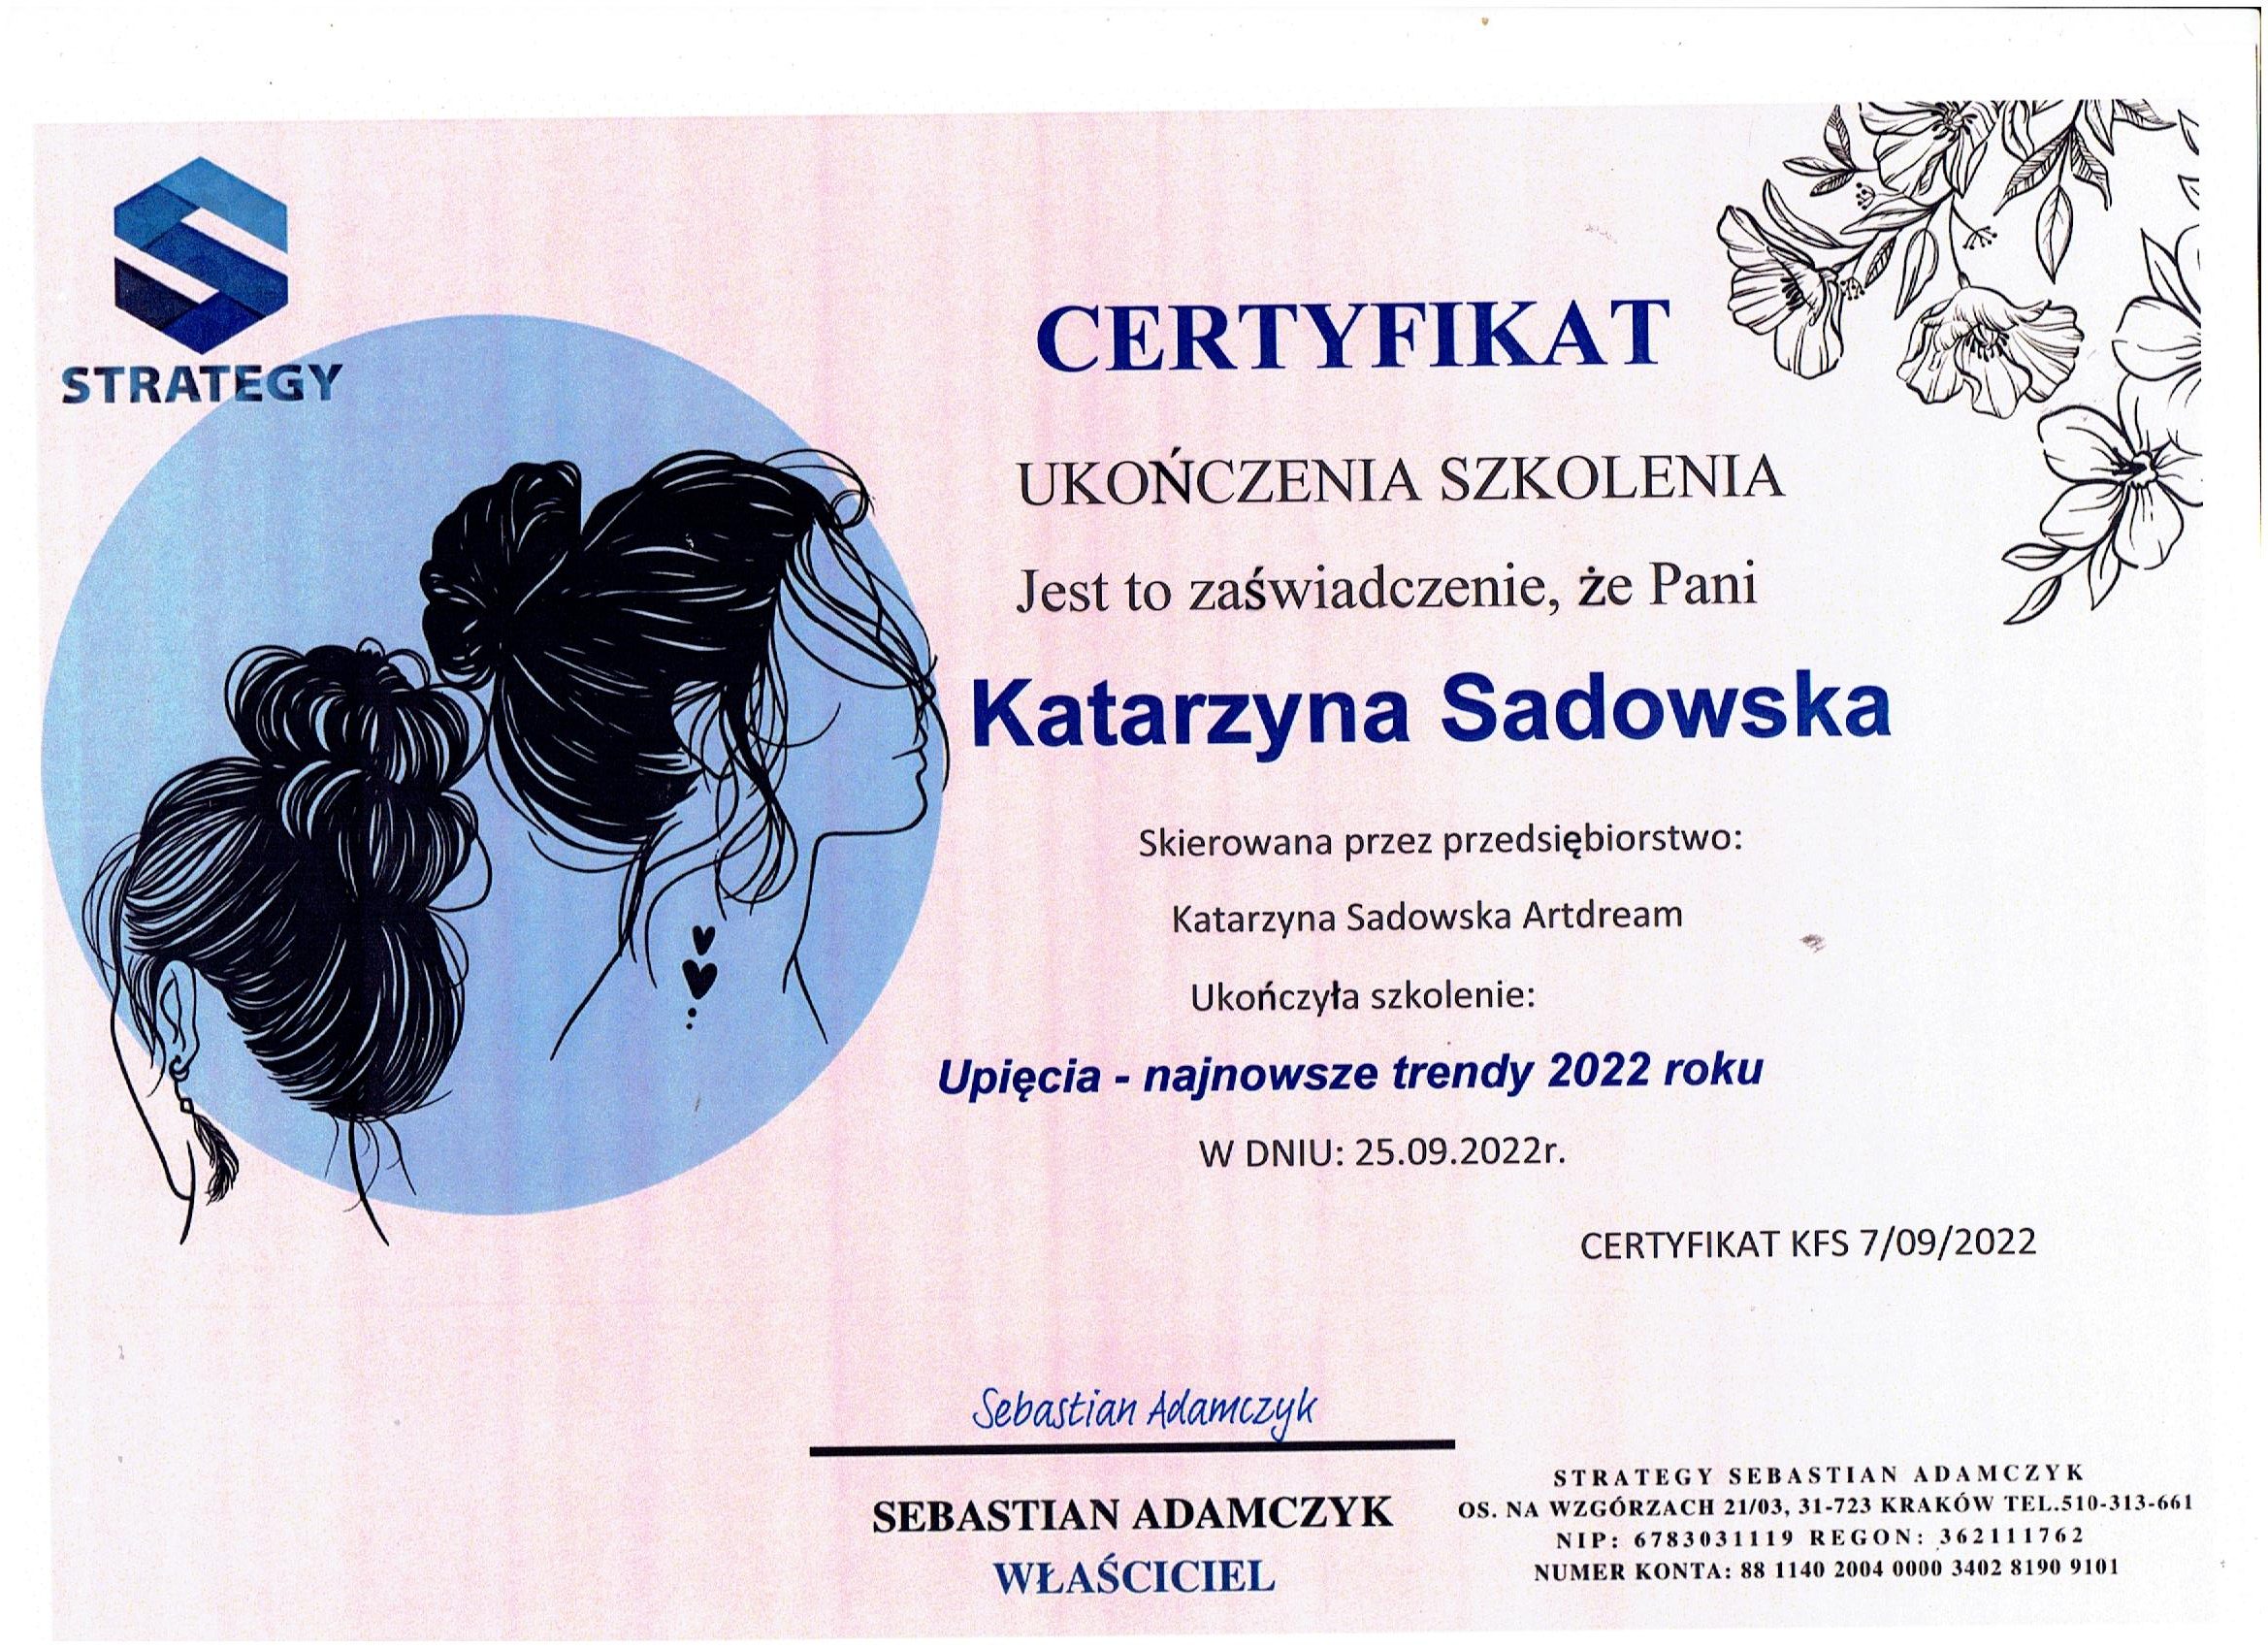 STRATEGY
CERTYFIKAT
UKOŃCZENIA SZKOLENIA
Jest to zaświadczenie, że Pani
Katarzyna Sadowska
Skierowana przez przedsiębiorstwo:
Katarzyna Sadowska Artdream
Ukończyła szkolenie:
Upięcia - najnowsze trendy 2022 roku
W DNIU: 25.09.2022r.
CERTYFIKAT KFS 7/09/2022
Sebastian Adamczyk
SEBASTIAN ADAMCZYK
WŁAŚCICIEL
STRATEGY SEBASTIAN ADAMCZYK
OS. NA WZGÓRZACH 21/03, 31-723 KRAKÓW TEL.510-313-661
NIP: 6783031119 REGON: 362111762
NUMER KONTA: 88 1140 2004 0000 3402 8190 9101